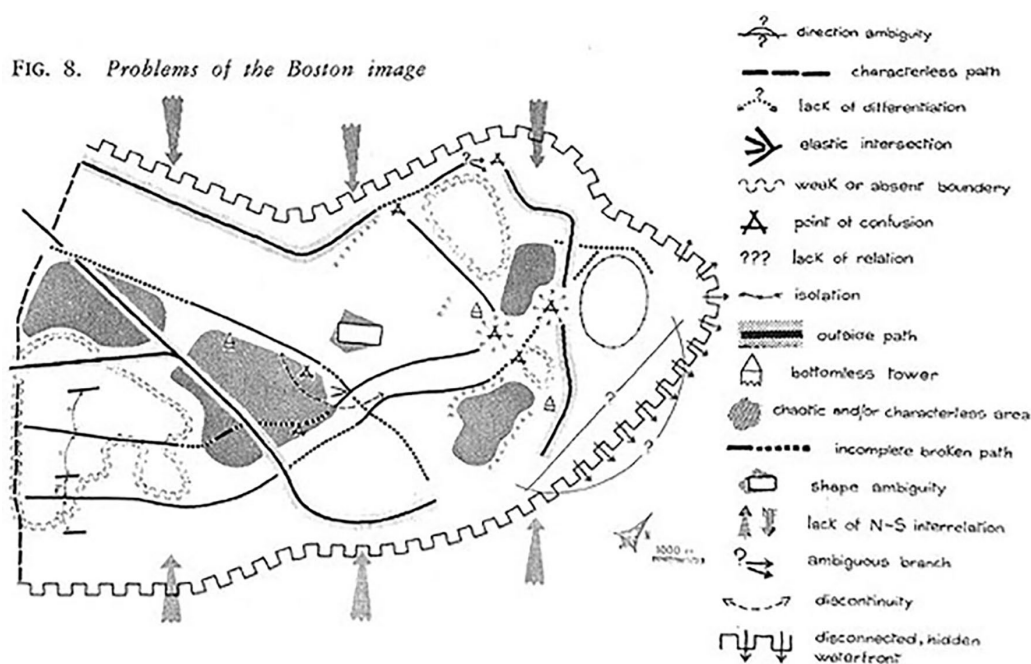 FIG. 8. Problems of the Boston image
? ?
direction ambiguity
characterless path
?
lack of differentiation
elastic intersection
weak or absent boundary
point of confusion
??? lack of relation
isolation
outside path
bottomless tower
chaotic and/or characterless area
incomplete broken path
shape ambiguity
lack of N-S interrelation
? ambiguous branch
discontinuity
disconnected, hidden
waterfront
?
?
?